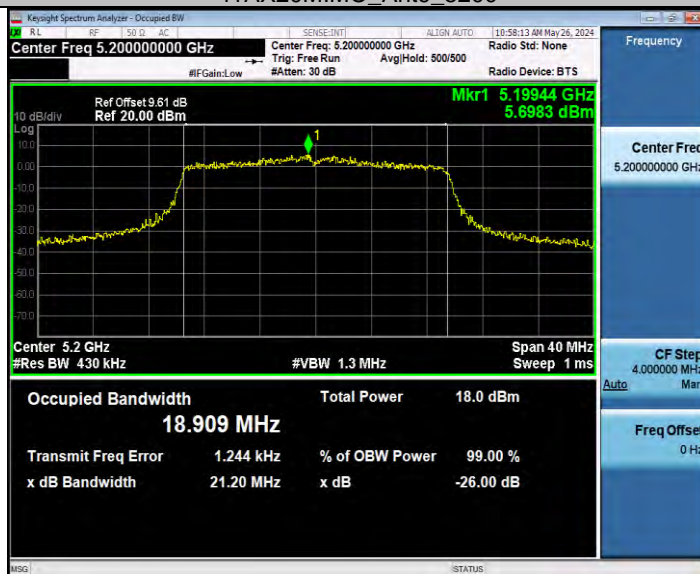 Keysight Spectrum Analyzer - Occupied BW
RL RF 50 Ω AC SENSE:INT ALIGN AUTO 10:58:13 AM May 26, 2024
Center Freq 5.200000000 GHz
Center Freq: 5.200000000 GHz
Radio Std: None
Trig: Free Run Avg|Hold: 500/500
#IFGain:Low #Atten: 30 dB Radio Device: BTS
Frequency
Ref Offset 9.61 dB
Mkr1 5.19944 GHz
10 dB/div Ref 20.00 dBm 5.6983 dBm
Log
1
10.0
0.00
-10.0
-20.0
-30.0
-40.0
-50.0
-60.0
-70.0
Center Freq
5.200000000 GHz
Center 5.2 GHz Span 40 MHz
#Res BW 430 kHz #VBW 1.3 MHz Sweep 1 ms
CF Step
4.000000 MHz
Auto Man
Occupied Bandwidth Total Power 18.0 dBm
18.909 MHz
Transmit Freq Error 1.244 kHz % of OBW Power 99.00 %
x dB Bandwidth 21.20 MHz x dB -26.00 dB
Freq Offset
0 Hz
MSG STATUS